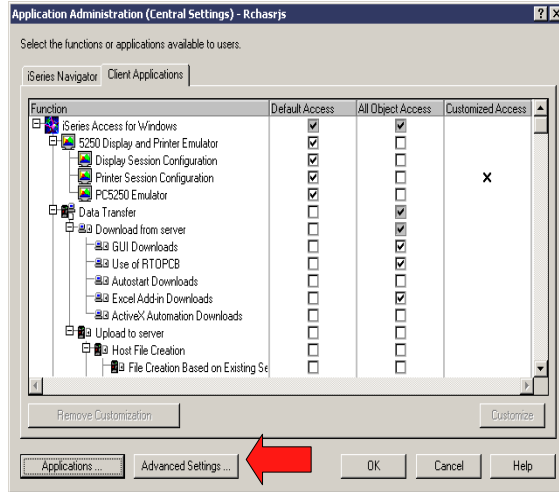 Application Administration (Central Settings) - Rchasrjs
Select the functions or applications available to users.
iSeries Navigator Client Applications
Function Default Access All Object Access Customized Access
iSeries Access for Windows
5250 Display and Printer Emulator
Display Session Configuration
Printer Session Configuration
PC5250 Emulator
Data Transfer
Download from server
GUI Downloads
Use of RTOPCB
Autostart Downloads
Excel Add-in Downloads
ActiveX Automation Downloads
Upload to server
Host File Creation
File Creation Based on Existing Se
Remove Customization Customize
Applications ... Advanced Settings ... OK Cancel Help